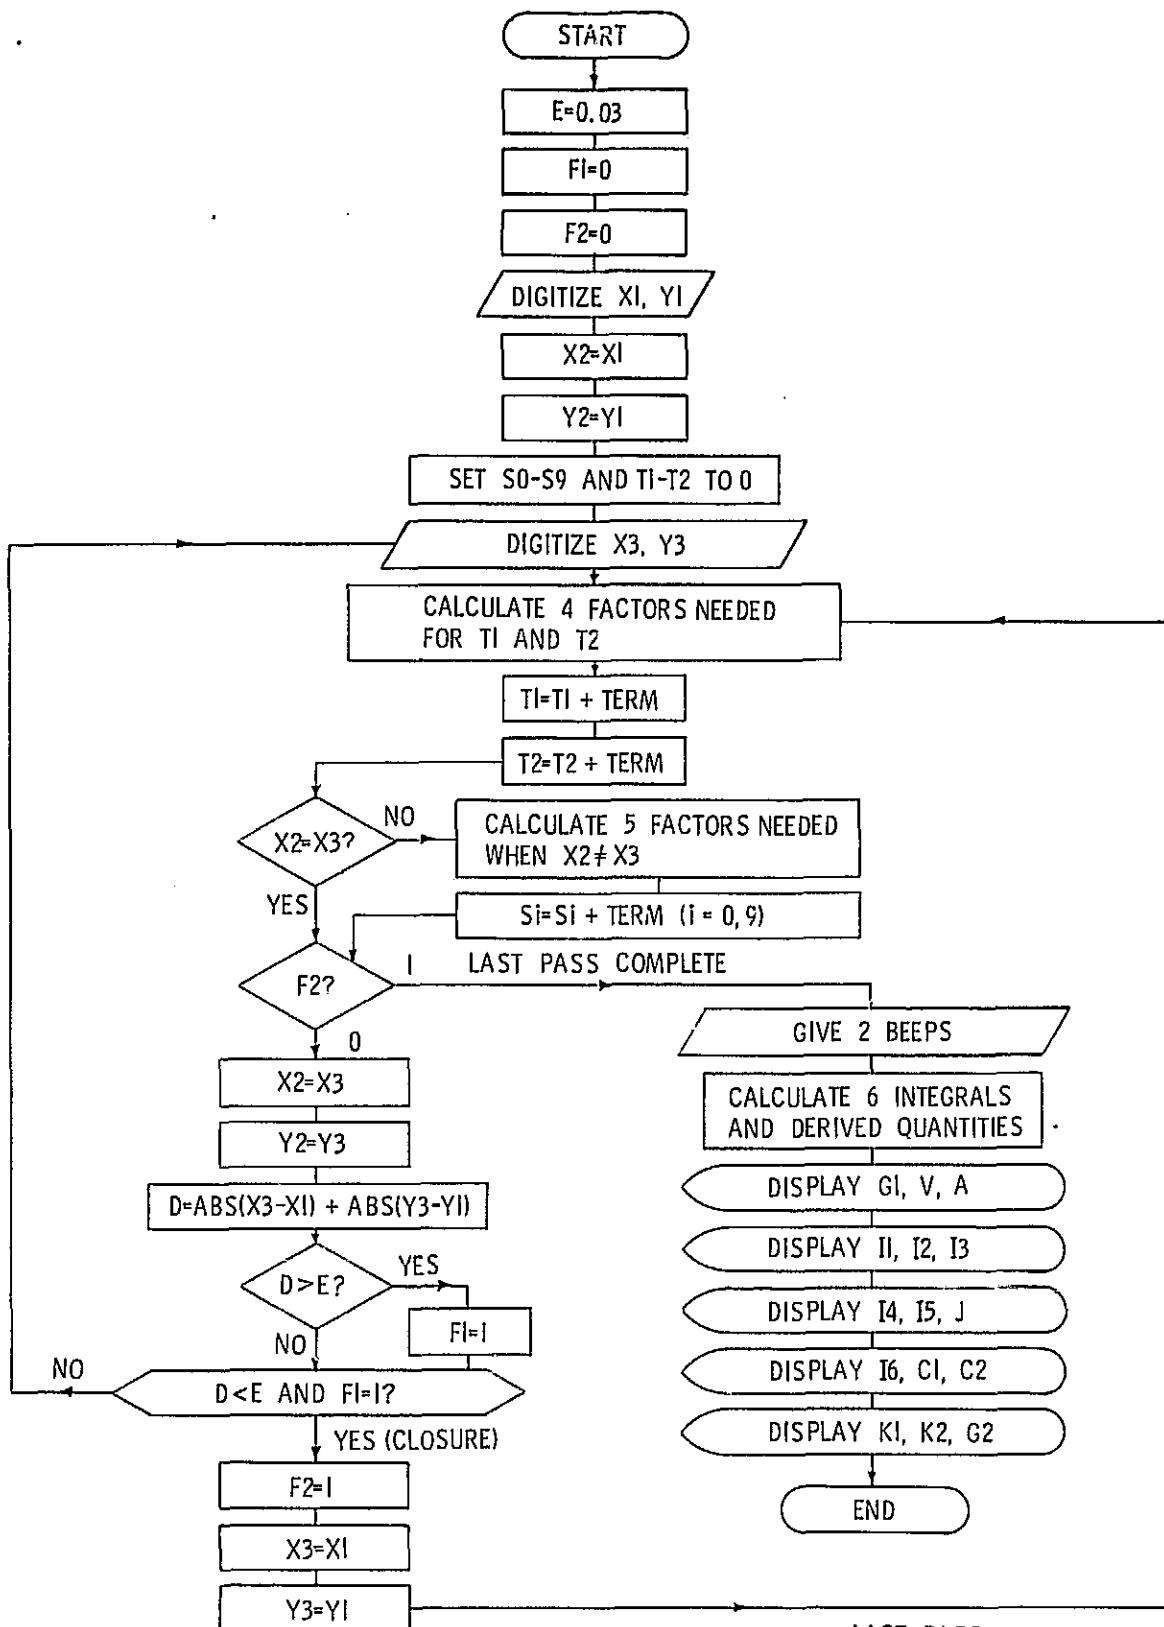 START
E=0.03
F1=0
F2=0
DIGITIZE X1, Y1
X2=X1
Y2=Y1
SET S0-S9 AND T1-T2 TO 0
DIGITIZE X3, Y3
CALCULATE 4 FACTORS NEEDED
FOR T1 AND T2
T1=T1 + TERM
T2=T2 + TERM
X2=X3?
NO
CALCULATE 5 FACTORS NEEDED
WHEN X2≠X3
YES
Si=Si + TERM (i = 0,9)
F2?
1 LAST PASS COMPLETE
0
GIVE 2 BEEPS
X2=X3
CALCULATE 6 INTEGRALS
AND DERIVED QUANTITIES
Y2=Y3
D=ABS(X3-X1) + ABS(Y3-Y1)
DISPLAY G1, V, A
D>E?
YES
DISPLAY I1, I2, I3
F1=1
NO
DISPLAY I4, I5, J
NO
D<E AND F1=1?
DISPLAY I6, C1, C2
YES (CLOSURE)
DISPLAY K1, K2, G2
F2=1
END
X3=X1
Y3=Y1